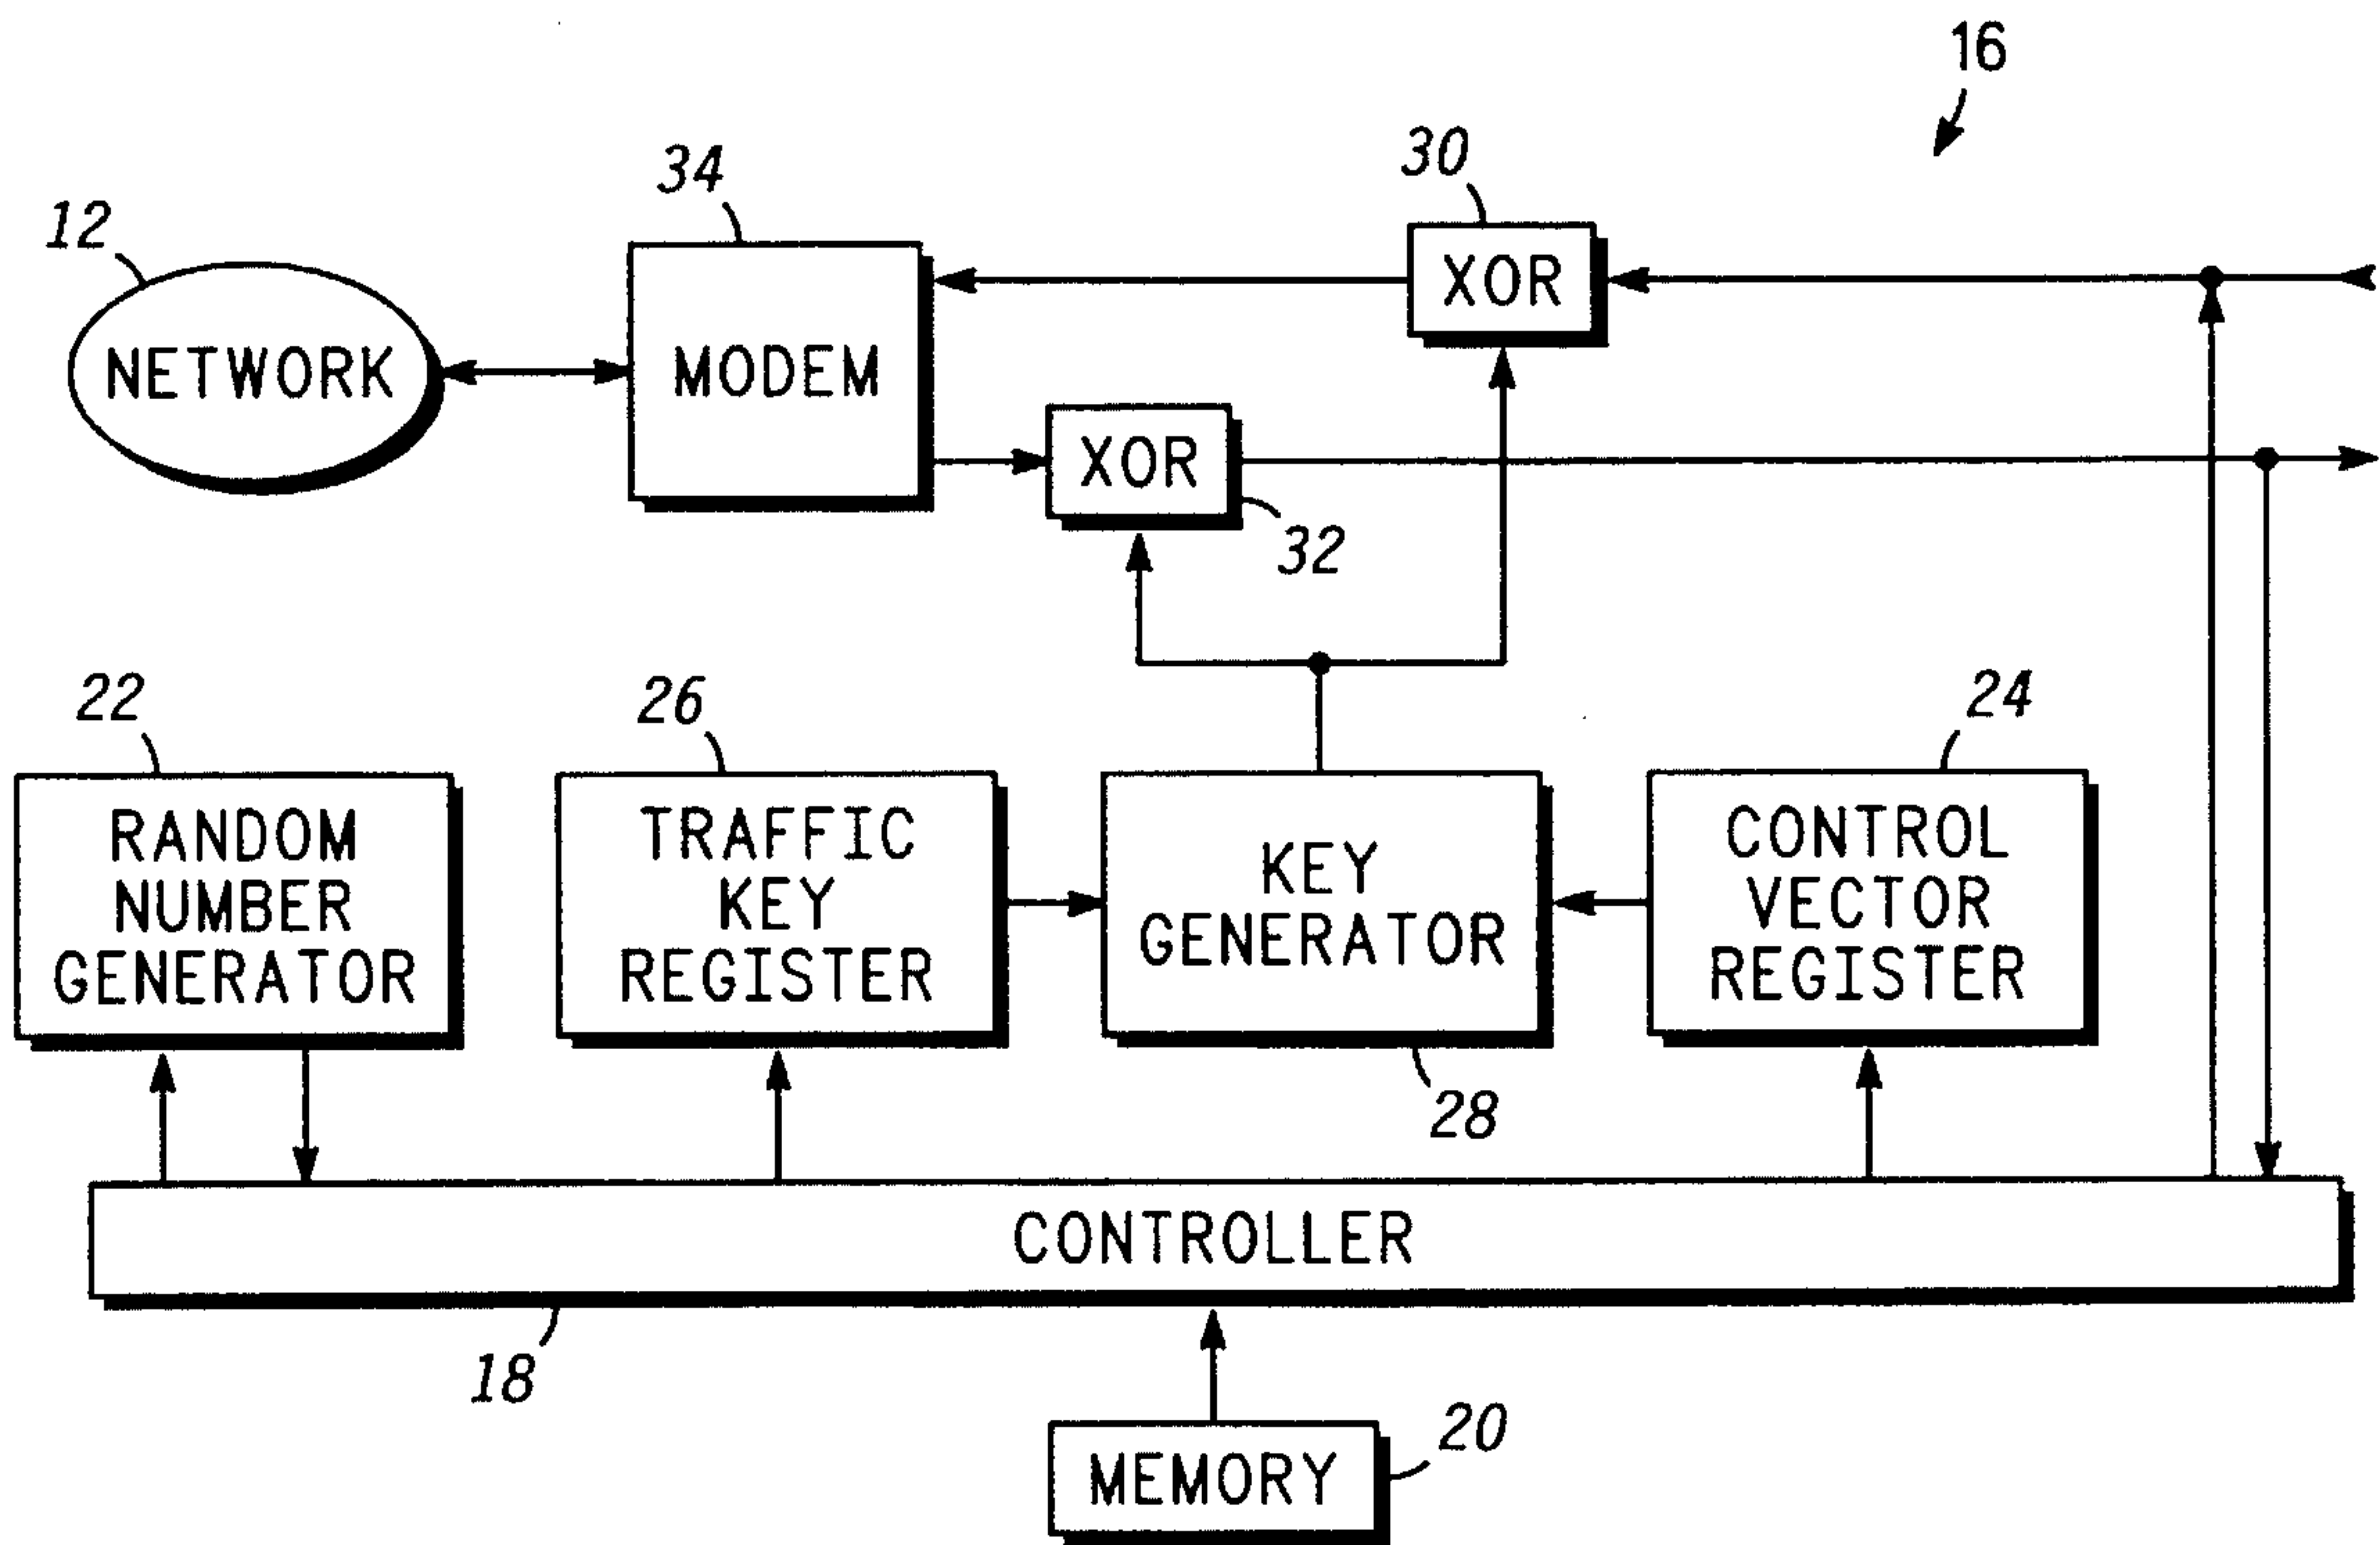 16
30
34
12
XOR
NETWORK
MODEM
XOR
32
22
26
24
RANDOM
NUMBER
GENERATOR
TRAFFIC
KEY
REGISTER
KEY
GENERATOR
CONTROL
VECTOR
REGISTER
28
CONTROLLER
18
20
MEMORY